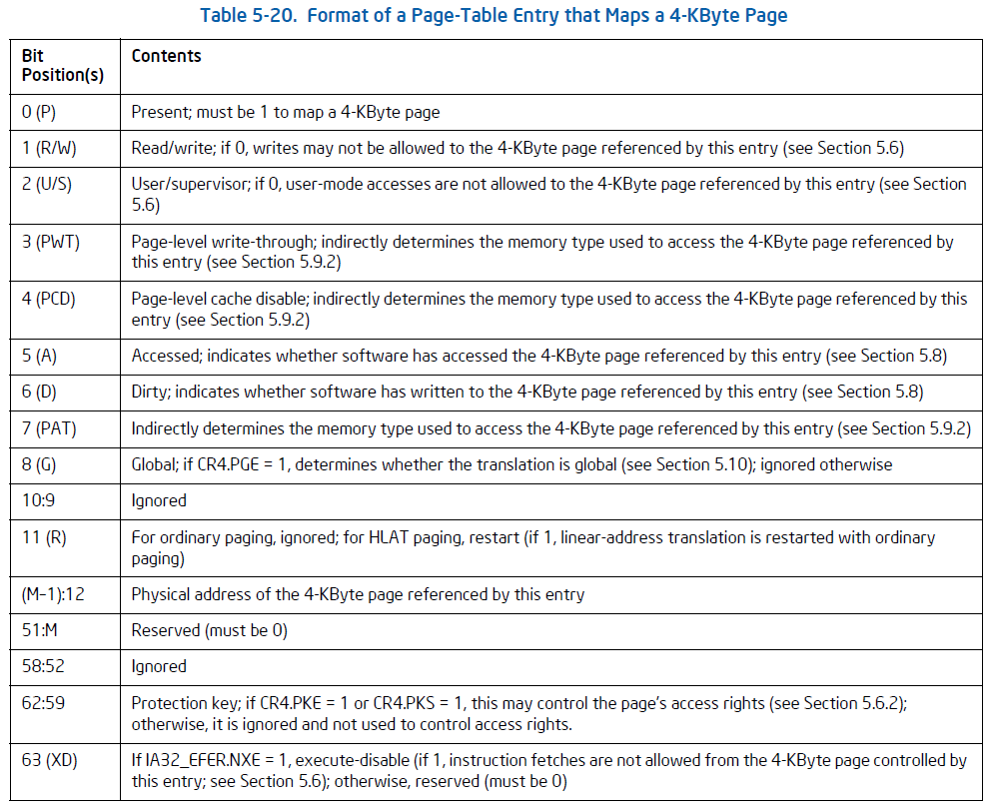 Table 5-20. Format of a Page-Table Entry that Maps a 4-KByte Page
Bit
Position(s)
Contents
0 (P)
Present; must be 1 to map a 4-KByte page
1 (R/W)
Read/write; if 0, writes may not be allowed to the 4-KByte page referenced by this entry (see Section 5.6)
2 (U/S)
User/supervisor; if 0, user-mode accesses are not allowed to the 4-KByte page referenced by this entry (see Section
5.6)
3 (PWT)
Page-level write-through; indirectly determines the memory type used to access the 4-KByte page referenced by
this entry (see Section 5.9.2)
4 (PCD)
Page-level cache disable; indirectly determines the memory type used to access the 4-KByte page referenced by this
entry (see Section 5.9.2)
5 (A)
Accessed; indicates whether software has accessed the 4-KByte page referenced by this entry (see Section 5.8)
6 (D)
Dirty; indicates whether software has written to the 4-KByte page referenced by this entry (see Section 5.8)
7 (PAT)
Indirectly determines the memory type used to access the 4-KByte page referenced by this entry (see Section 5.9.2)
8 (G)
Global; if CR4.PGE = 1, determines whether the translation is global (see Section 5.10); ignored otherwise
10:9
Ignored
11 (R)
For ordinary paging, ignored; for HLAT paging, restart (if 1, linear-address translation is restarted with ordinary
paging)
(M–1):12
Physical address of the 4-KByte page referenced by this entry
51:M
Reserved (must be 0)
58:52
Ignored
62:59
Protection key; if CR4.PKE = 1 or CR4.PKS = 1, this may control the page’s access rights (see Section 5.6.2);
otherwise, it is ignored and not used to control access rights.
63 (XD)
If IA32_EFER.NXE = 1, execute-disable (if 1, instruction fetches are not allowed from the 4-KByte page controlled by
this entry; see Section 5.6); otherwise, reserved (must be 0)